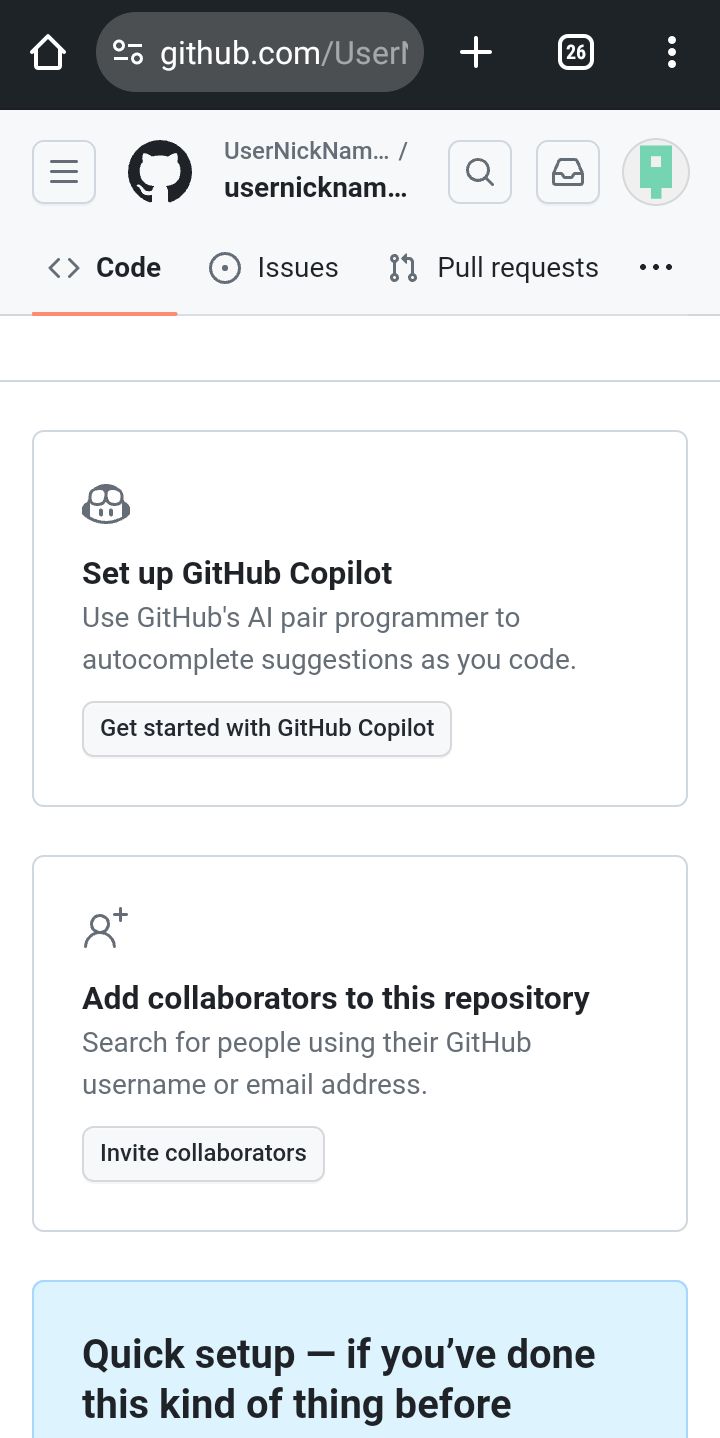 github.com/UserN
26
UserNickNam... /
usernicknam...
Code
Issues
Pull requests
Set up GitHub Copilot
Use GitHub's AI pair programmer to
autocomplete suggestions as you code.
Get started with GitHub Copilot
Add collaborators to this repository
Search for people using their GitHub
username or email address.
Invite collaborators
Quick setup — if you’ve done
this kind of thing before